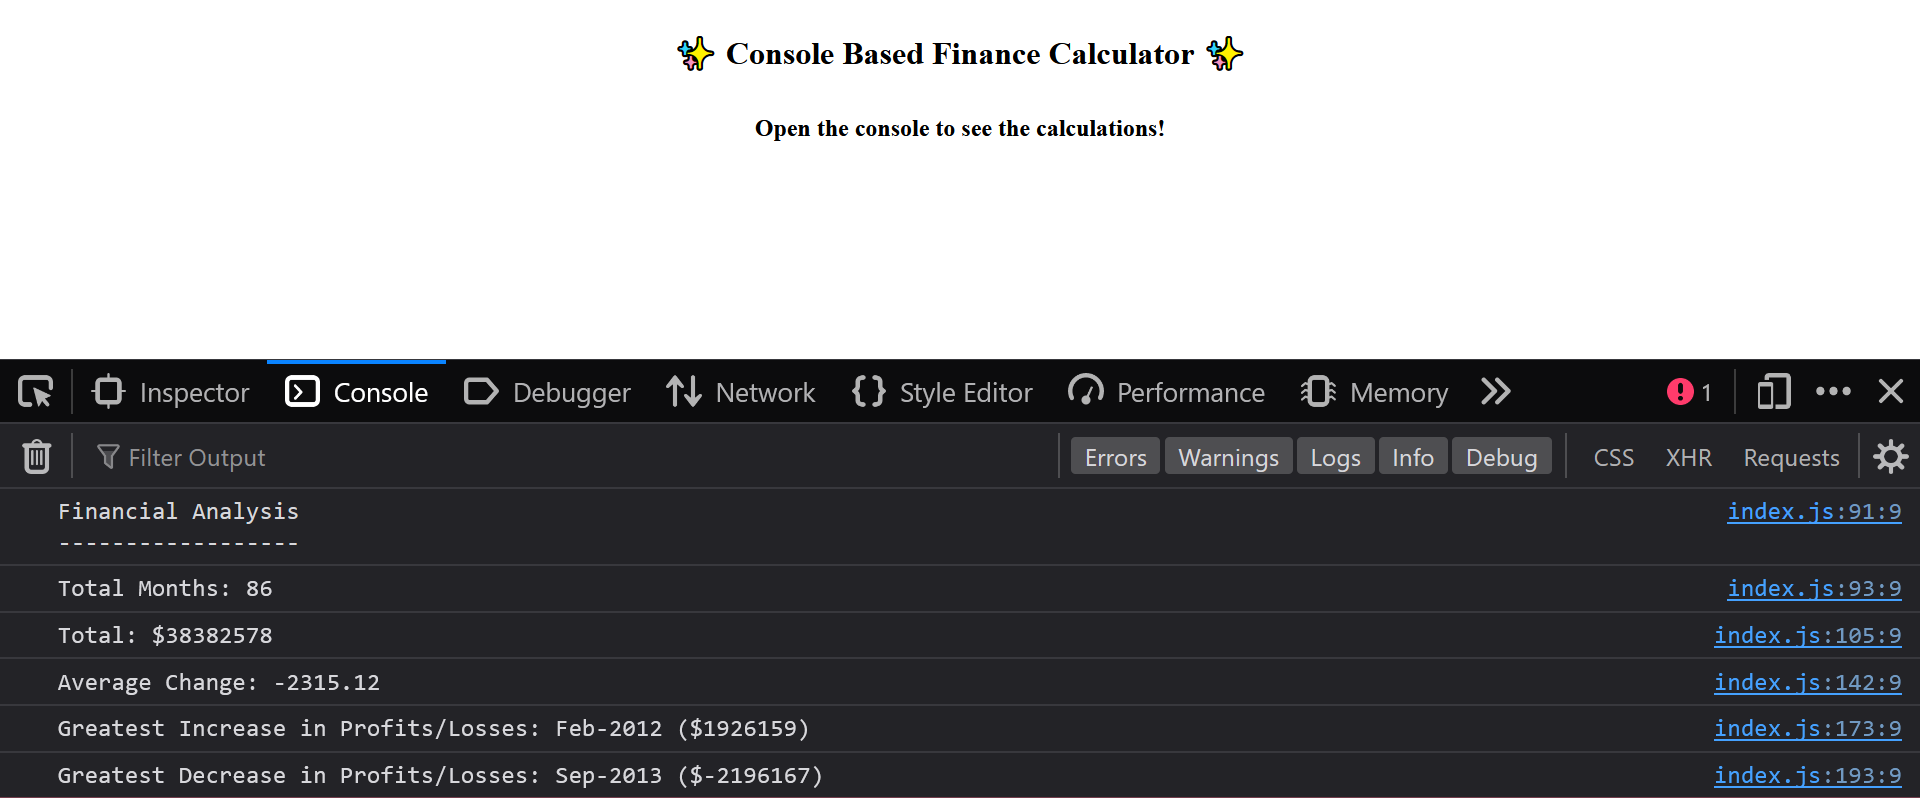 ✨ Console Based Finance Calculator ✨
Open the console to see the calculations!
Inspector Console Debugger Network Style Editor Performance Memory 1
Filter Output Errors Warnings Logs Info Debug CSS XHR Requests
Financial Analysis index.js:91:9
------------------
Total Months: 86 index.js:93:9
Total: $38382578 index.js:105:9
Average Change: -2315.12 index.js:142:9
Greatest Increase in Profits/Losses: Feb-2012 ($1926159) index.js:173:9
Greatest Decrease in Profits/Losses: Sep-2013 ($-2196167) index.js:193:9